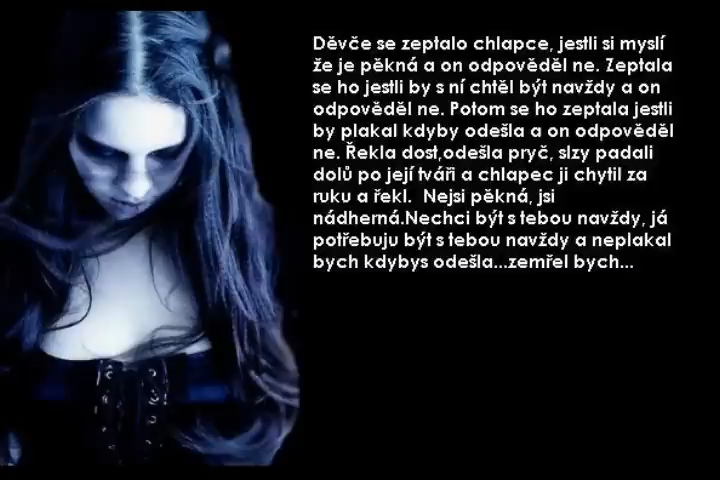 Děvče se zeptalo chlapce, jestli si myslí
že je pěkná a on odpověděl ne. Zeptala
se ho jestli by s ní chtěl být navždy a on
odpověděl ne. Potom se ho zeptala jestli
by plakal kdyby odešla a on odpověděl
ne. Řekla dost,odešla pryč, slzy padali
dolů po její tváři a chlapec ji chytil za
ruku a řekl.  Nejsi pěkná, jsi
nádherná.Nechci být s tebou navždy, já
potřebuju být s tebou navždy a neplakal
bych kdybys odešla...zemřel bych...